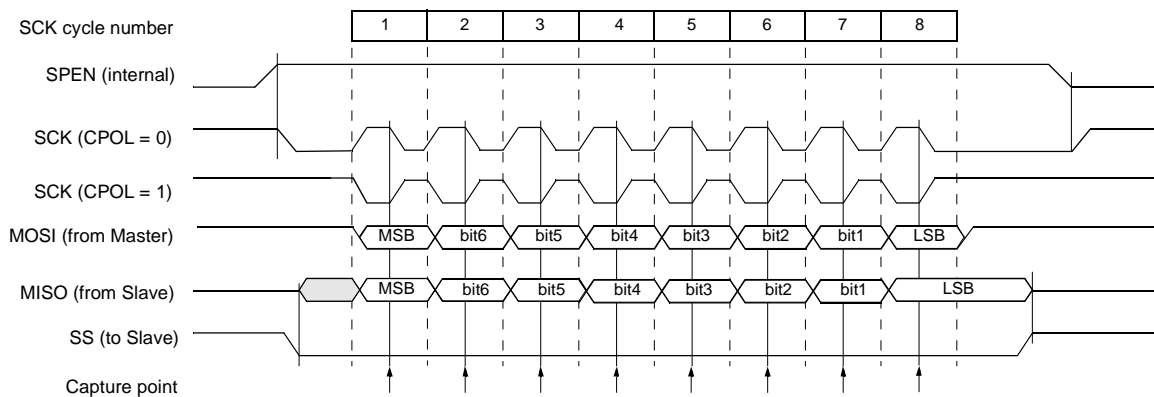 SCK cycle number 1 2 3 4 5 6 7 8
SPEN (internal)
SCK (CPOL = 0)
SCK (CPOL = 1)
MOSI (from Master) MSB bit6 bit5 bit4 bit3 bit2 bit1 LSB
MISO (from Slave) MSB bit6 bit5 bit4 bit3 bit2 bit1 LSB
SS (to Slave)
Capture point